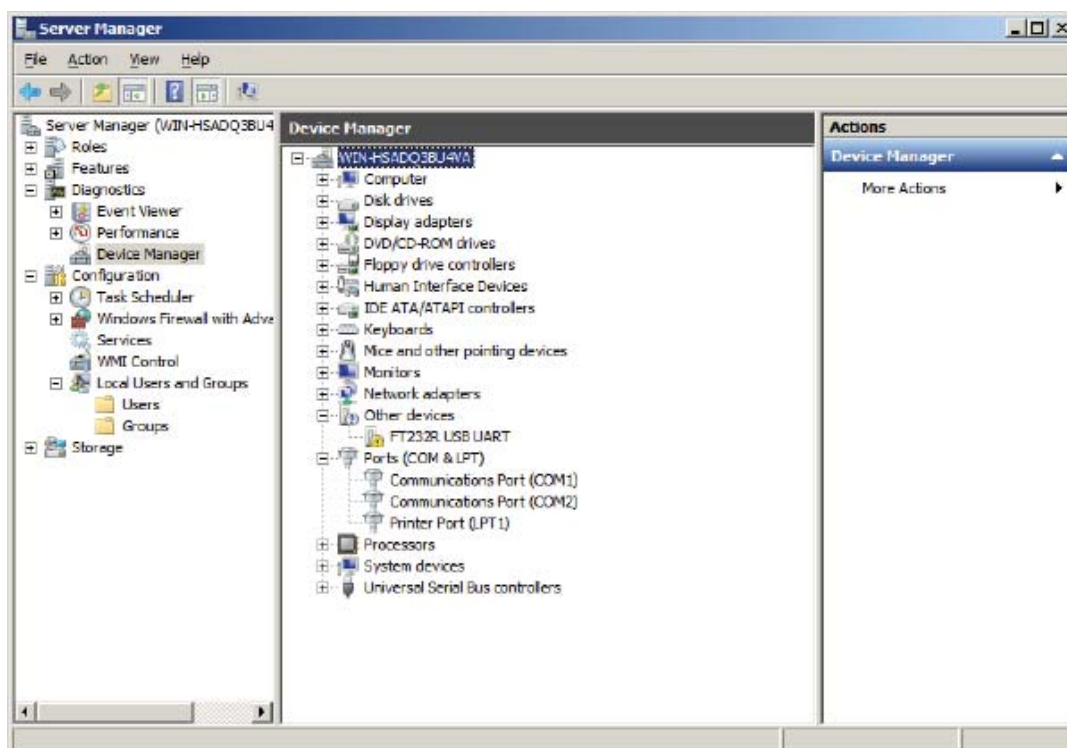 Server Manager
File Action View Help
Server Manager (WIN-HSADQ3BU4
Roles
Features
Diagnostics
Event Viewer
Performance
Device Manager
Configuration
Task Scheduler
Windows Firewall with Adva
Services
WMI Control
Local Users and Groups
Users
Groups
Storage
Device Manager
WIN-HSADQ3BU4VA
Computer
Disk drives
Display adapters
DVD/CD-ROM drives
Floppy drive controllers
Human Interface Devices
IDE ATA/ATAPI controllers
Keyboards
Mice and other pointing devices
Monitors
Network adapters
Other devices
FT232R USB UART
Ports (COM & LPT)
Communications Port (COM1)
Communications Port (COM2)
Printer Port (LPT1)
Processors
System devices
Universal Serial Bus controllers
Actions
Device Manager
More Actions